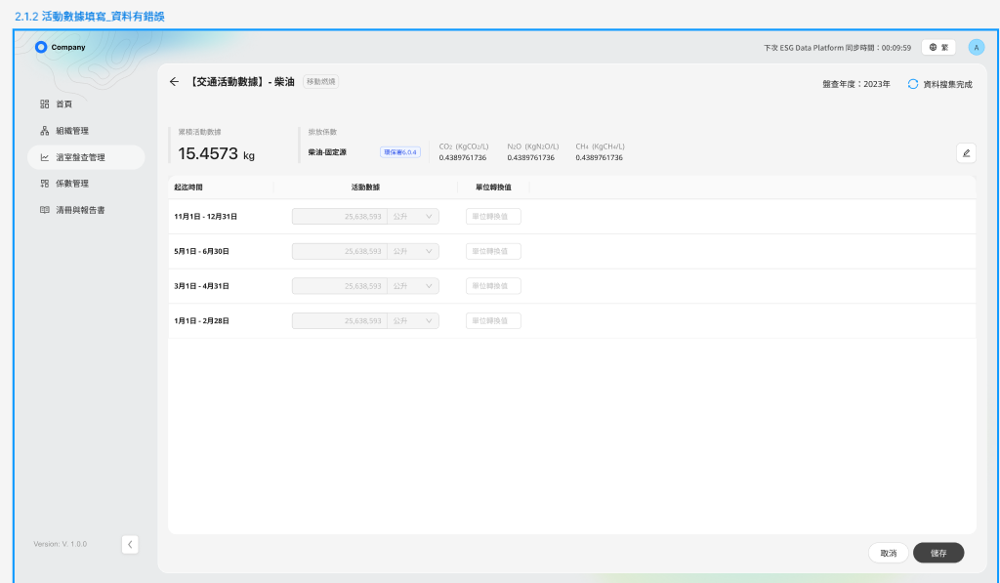 2.1.2 活動數據填寫_資料有錯誤
Company
下次 ESG Data Platform 同步時間：00:09:59
繁
A
【交通活動數據】- 柴油
移動燃燒
盤查年度：2023年
資料搜集完成
首頁
組織管理
溫室盤查管理
係數管理
清冊與報告書
累積活動數據
15.4573 kg
排放係數
柴油-固定源
環保署6.0.4
CO₂ (KgCO₂/L)
0.4389761736
N₂O (KgN₂O/L)
0.4389761736
CH₄ (KgCH₄/L)
0.4389761736
起迄時間 活動數據 單位轉換值
11月1日 - 12月31日 25,638,593 公升 單位轉換值
5月1日 - 6月30日 25,638,593 公升 單位轉換值
3月1日 - 4月31日 25,638,593 公升 單位轉換值
1月1日 - 2月28日 25,638,593 公升 單位轉換值
Version: V. 1.0.0
取消
儲存